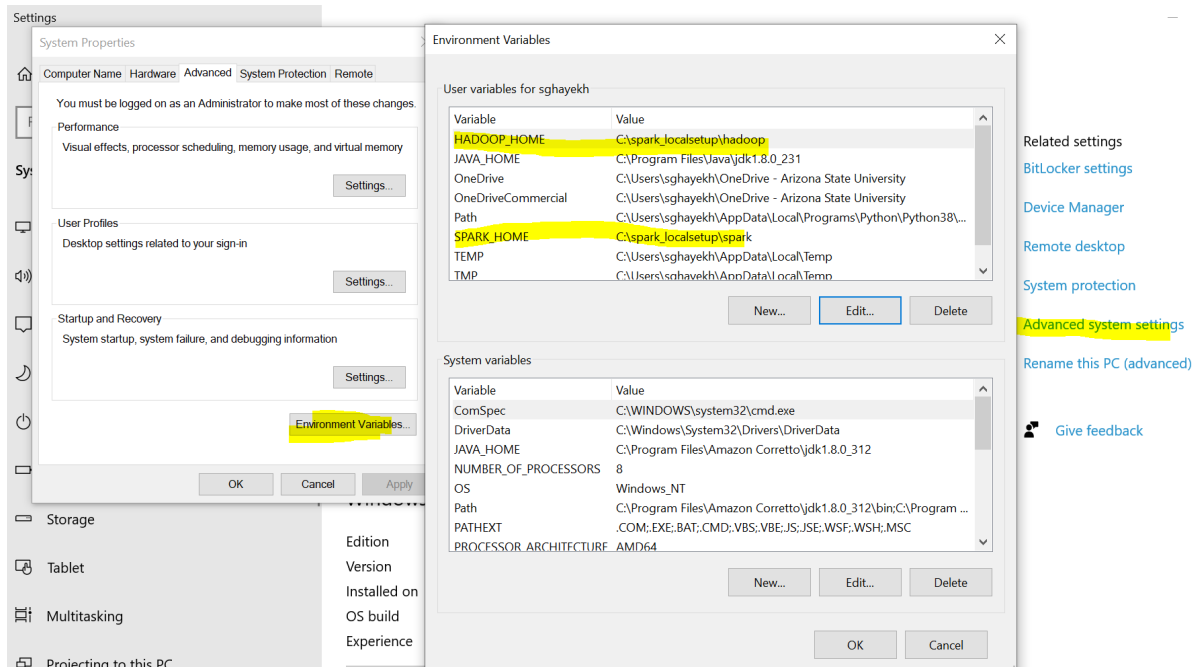 Settings
System Properties
Computer Name Hardware Advanced System Protection Remote
You must be logged on as an Administrator to make most of these changes.
Performance
Visual effects, processor scheduling, memory usage, and virtual memory
Settings...
User Profiles
Desktop settings related to your sign-in
Settings...
Startup and Recovery
System startup, system failure, and debugging information
Settings...
Environment Variables...
OK Cancel Apply
Storage
Tablet
Multitasking
Projecting to this PC
Edition
Version
Installed on
OS build
Experience
Environment Variables
User variables for sghayekh
Variable Value
HADOOP_HOME C:\spark_localsetup\hadoop
JAVA_HOME C:\Program Files\Java\jdk1.8.0_231
OneDrive C:\Users\sghayekh\OneDrive - Arizona State University
OneDriveCommercial C:\Users\sghayekh\OneDrive - Arizona State University
Path C:\Users\sghayekh\AppData\Local\Programs\Python\Python38\...
SPARK_HOME C:\spark_localsetup\spark
TEMP C:\Users\sghayekh\AppData\Local\Temp
TMP C:\Users\sghayekh\AppData\Local\Temp
New... Edit... Delete
System variables
Variable Value
ComSpec C:\WINDOWS\system32\cmd.exe
DriverData C:\Windows\System32\Drivers\DriverData
JAVA_HOME C:\Program Files\Amazon Corretto\jdk1.8.0_312
NUMBER_OF_PROCESSORS 8
OS Windows_NT
Path C:\Program Files\Amazon Corretto\jdk1.8.0_312\bin;C:\Program ...
PATHEXT .COM;.EXE;.BAT;.CMD;.VBS;.VBE;.JS;.JSE;.WSF;.WSH;.MSC
PROCESSOR_ARCHITECTURE AMD64
New... Edit... Delete
OK Cancel
Related settings
BitLocker settings
Device Manager
Remote desktop
System protection
Advanced system settings
Rename this PC (advanced)
Give feedback